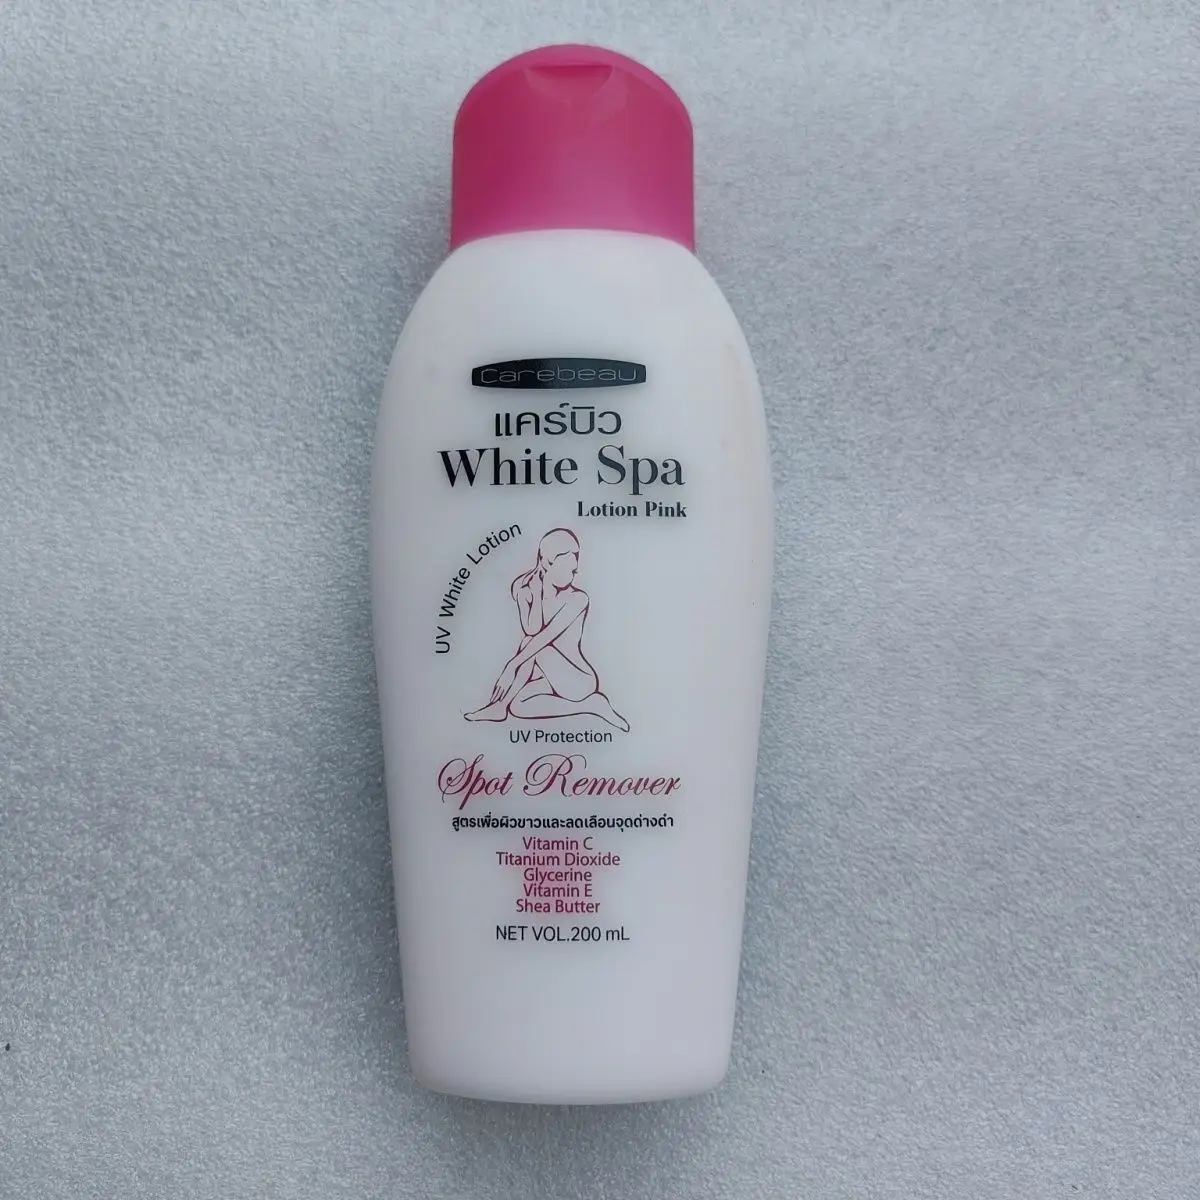 carebeau
แคร์บิว
White Spa
Lotion Pink
UV White Lotion
UV Protection
Spot Remover
สูตรเพื่อผิวขาวและลดเลือนจุดด่างดำ
Vitamin C
Titanium Dioxide
Glycerine
Vitamin E
Shea Butter
NET VOL.200 mL